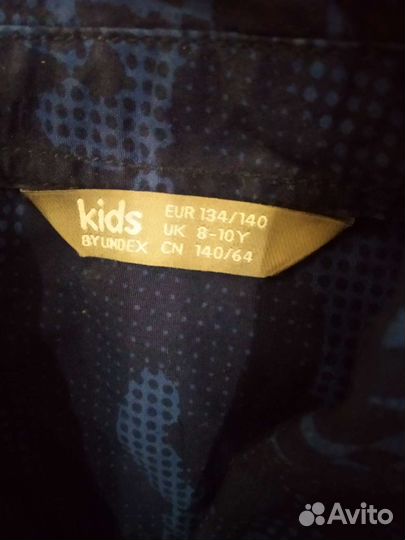 kids
BY LINDEX
EUR 134/140
UK 8-10Y
CN 140/64
Avito